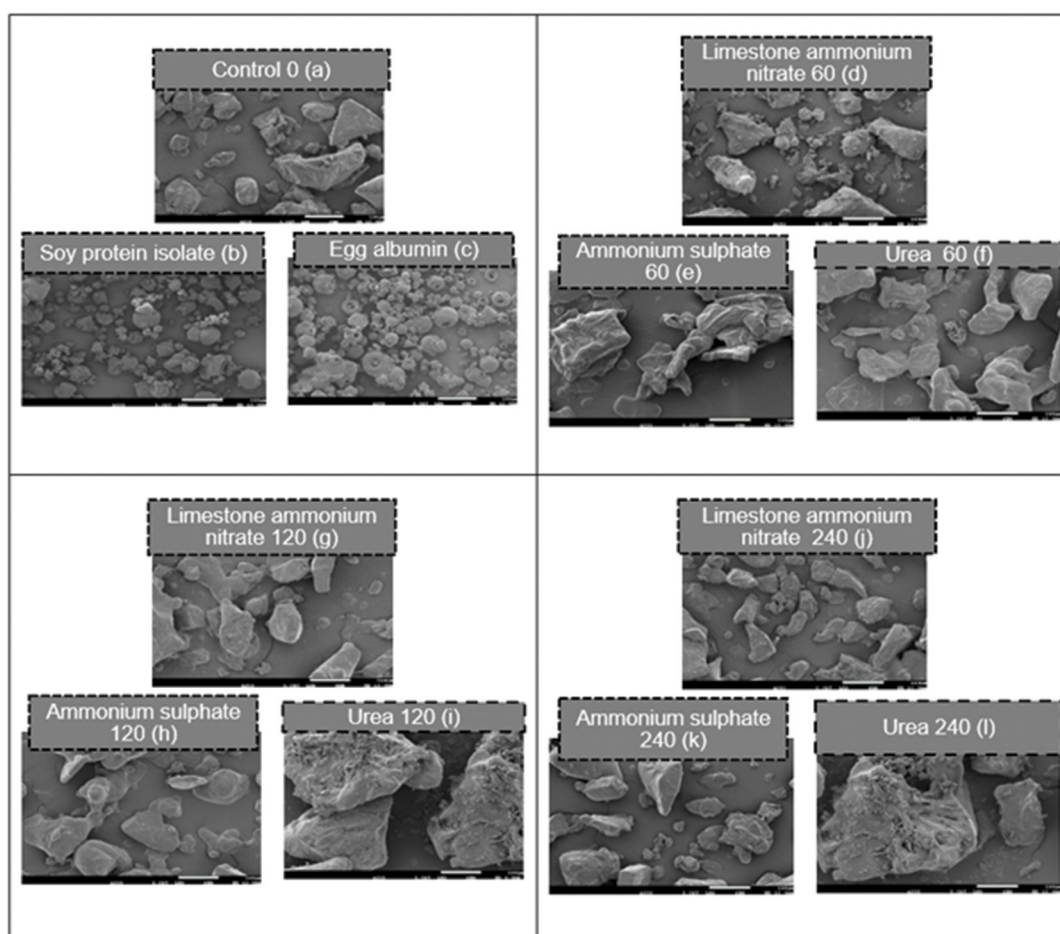 Control 0 (a)
Soy protein isolate (b)
Egg albumin (c)
Limestone ammonium
nitrate 60 (d)
Ammonium sulphate
60 (e)
Urea 60 (f)
Limestone ammonium
nitrate 120 (g)
Ammonium sulphate
120 (h)
Urea 120 (i)
Limestone ammonium
nitrate 240 (j)
Ammonium sulphate
240 (k)
Urea 240 (l)